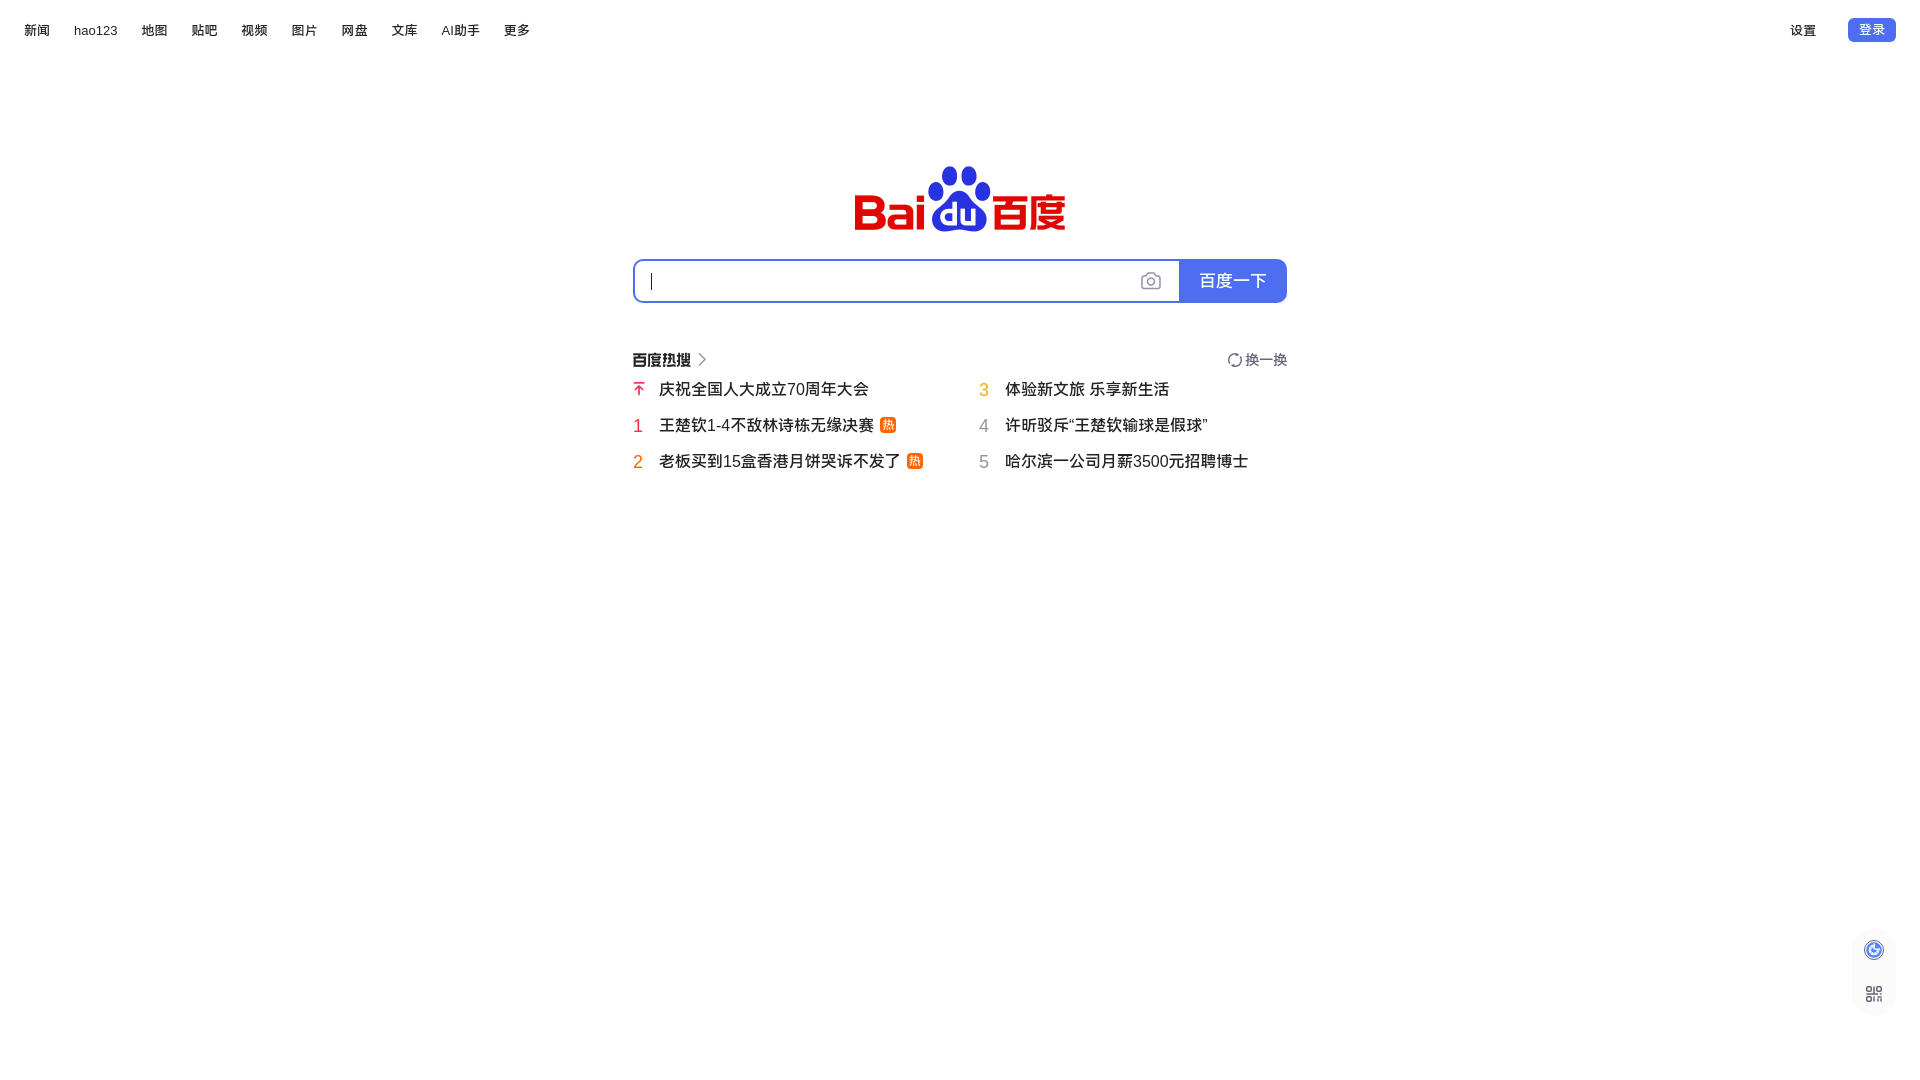 新闻 hao123 地图 贴吧 视频 图片 网盘 文库 AI助手 更多 设置 登录
Baidu百度
百度一下
百度热搜 换一换
庆祝全国人大成立70周年大会
1 王楚钦1-4不敌林诗栋无缘决赛 热
2 老板买到15盒香港月饼哭诉不发了 热
3 体验新文旅 乐享新生活
4 许昕驳斥“王楚钦输球是假球”
5 哈尔滨一公司月薪3500元招聘博士